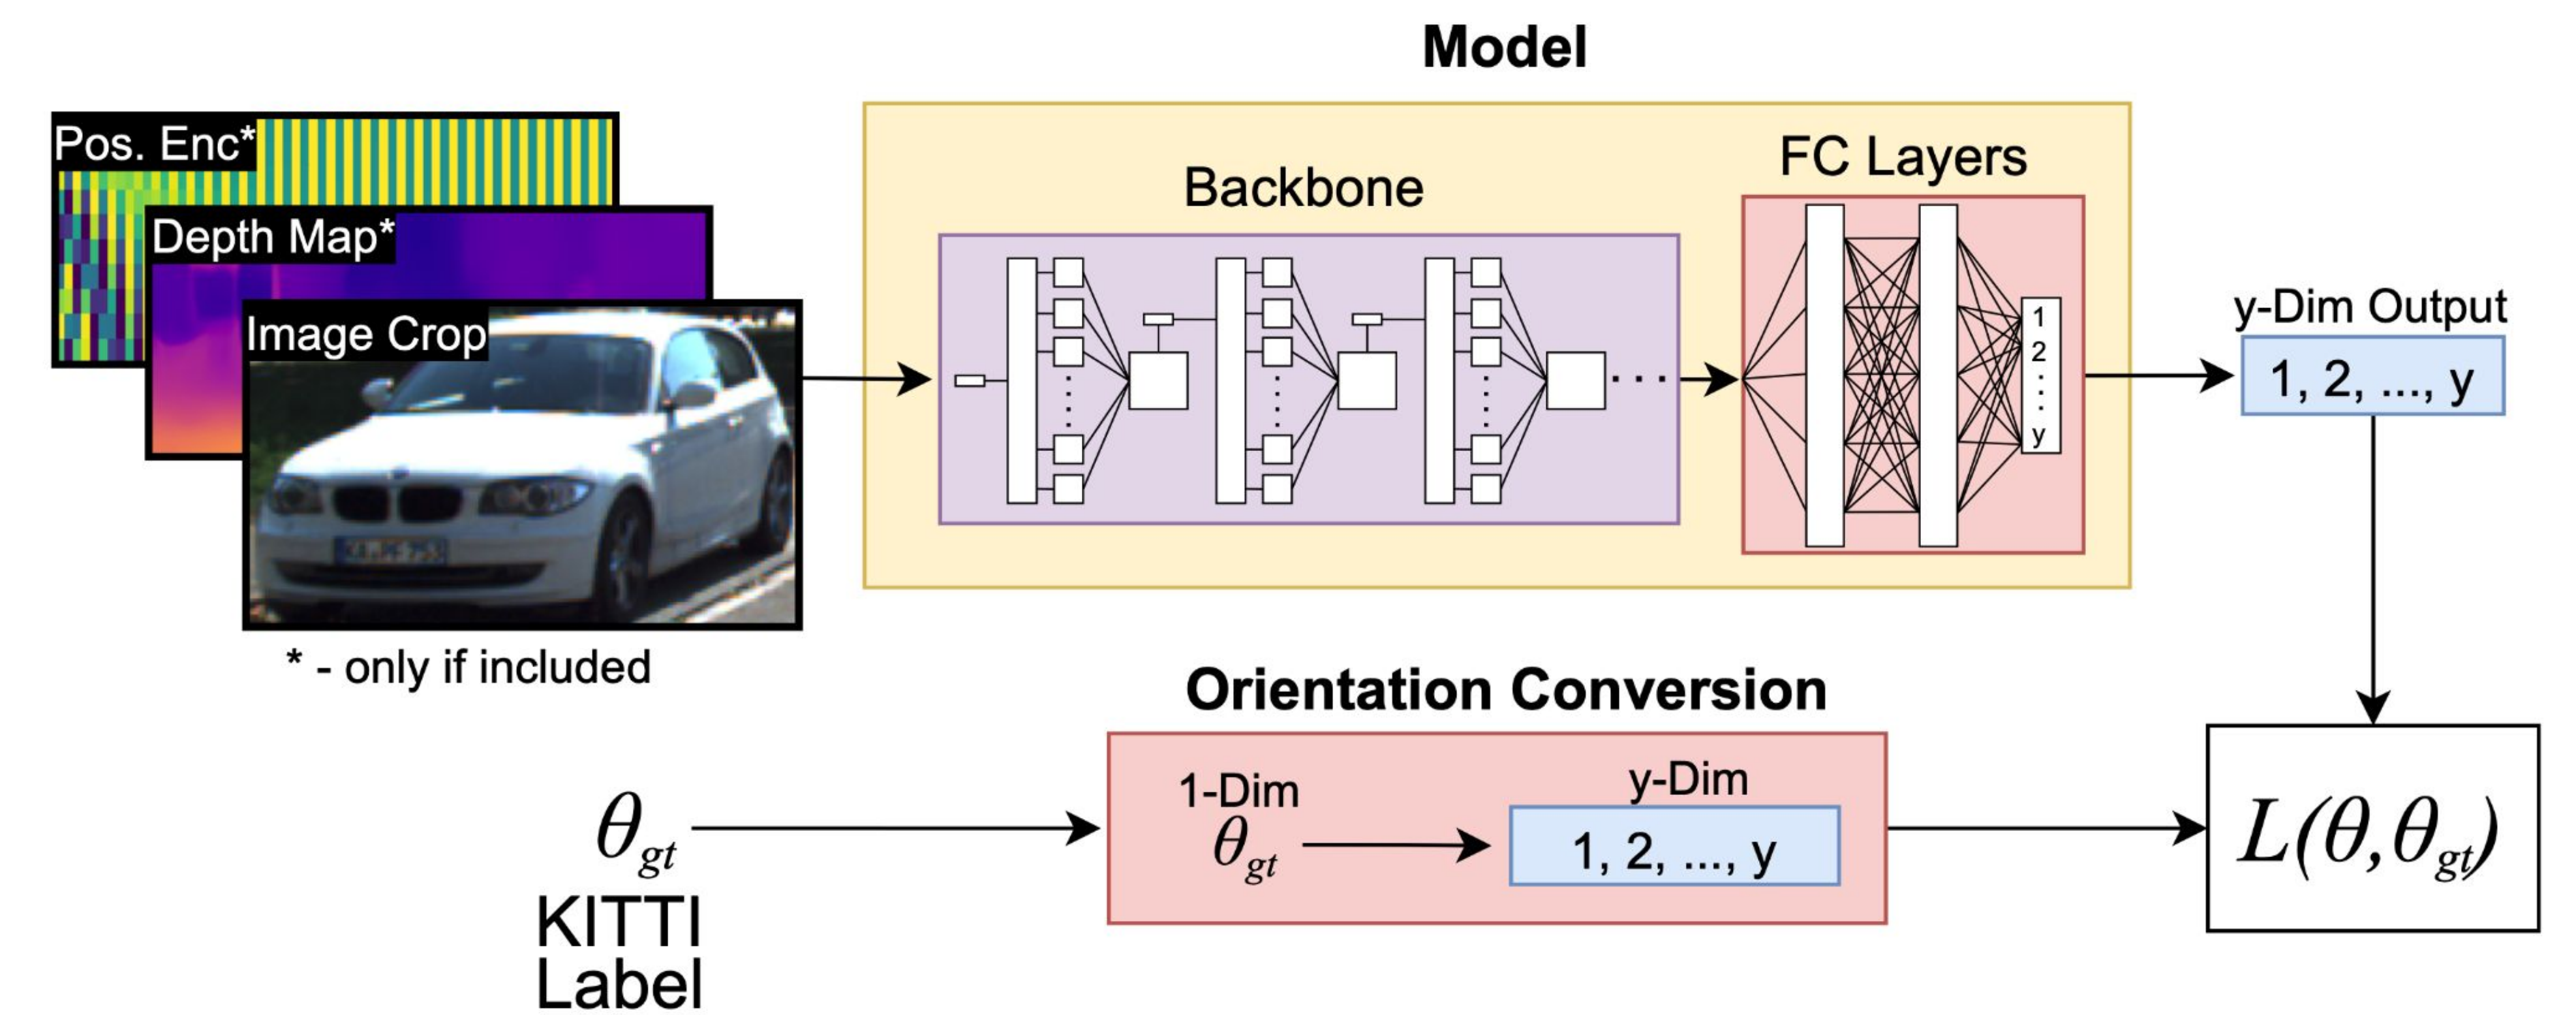 Model
Pos. Enc*
Depth Map*
Image Crop
* - only if included
Backbone
FC Layers
1
2
y
y-Dim Output
1, 2, ..., y
Orientation Conversion
θgt
KITTI
Label
1-Dim
θgt
y-Dim
1, 2, ..., y
L(θ,θgt)